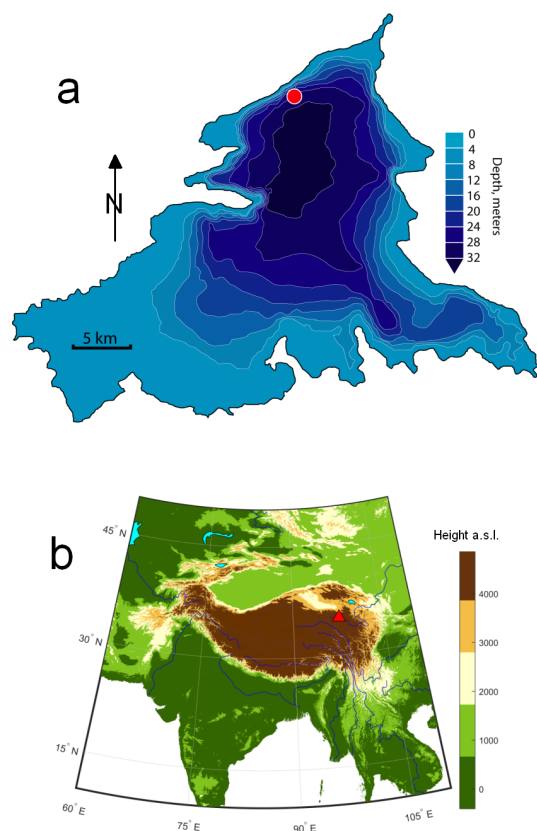 a
N
0
4
8
12
16
20
24
28
32
Depth, meters
5 km
b
45° N
30° N
15° N
60° E
75° E
90° E
105° E
Height a.s.l.
4000
3000
2000
1000
0